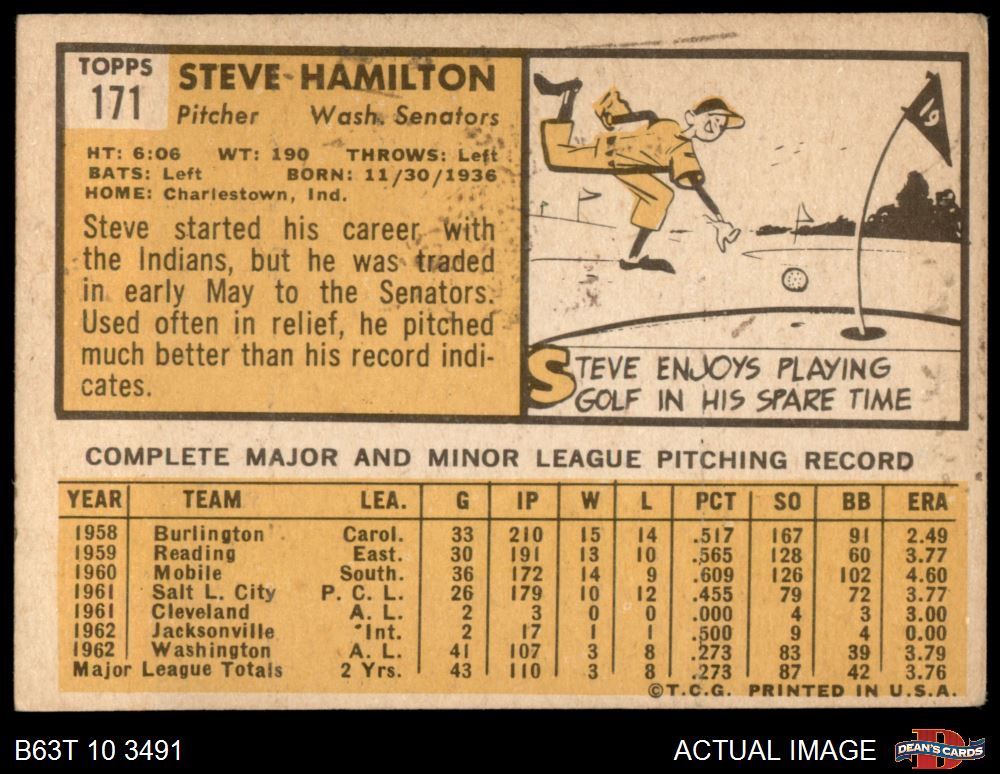 TOPPS
171
STEVE HAMILTON
Pitcher Wash. Senators
HT: 6:06 WT: 190 THROWS: Left
BATS: Left BORN: 11/30/1936
HOME: Charlestown, Ind.
Steve started his career with
the Indians, but he was traded
in early May to the Senators.
Used often in relief, he pitched
much better than his record indi-
cates.
19
STEVE ENJOYS PLAYING
GOLF IN HIS SPARE TIME
COMPLETE MAJOR AND MINOR LEAGUE PITCHING RECORD
YEAR TEAM LEA. G IP W L PCT SO BB ERA
1958 Burlington Carol. 33 210 15 14 .517 167 91 2.49
1959 Reading East. 30 191 13 10 .565 128 60 3.77
1960 Mobile South. 36 172 14 9 .609 126 102 4.60
1961 Salt L. City P. C. L. 26 179 10 12 .455 79 72 3.77
1961 Cleveland A. L. 2 3 0 0 .000 4 3 3.00
1962 Jacksonville Int. 2 17 1 1 .500 9 4 0.00
1962 Washington A. L. 41 107 3 8 .273 83 39 3.79
Major League Totals 2 Yrs. 43 110 3 8 .273 87 42 3.76
©T.C.G. PRINTED IN U.S.A.
B63T 10 3491 ACTUAL IMAGE DEAN'S CARDS